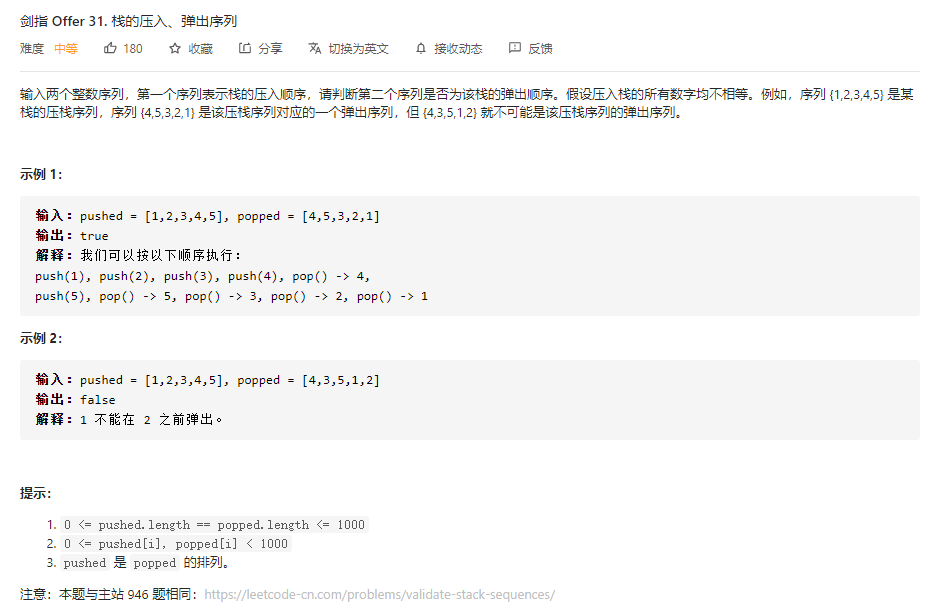 剑指 Offer 31. 栈的压入、弹出序列
难度 中等 180 收藏 分享 切换为英文 接收动态 反馈
输入两个整数序列，第一个序列表示栈的压入顺序，请判断第二个序列是否为该栈的弹出顺序。假设压入栈的所有数字均不相等。例如，序列 {1,2,3,4,5} 是某
栈的压栈序列，序列 {4,5,3,2,1} 是该压栈序列对应的一个弹出序列，但 {4,3,5,1,2} 就不可能是该压栈序列的弹出序列。
示例 1：
输入：pushed = [1,2,3,4,5], popped = [4,5,3,2,1]
输出：true
解释：我们可以按以下顺序执行：
push(1), push(2), push(3), push(4), pop() -> 4,
push(5), pop() -> 5, pop() -> 3, pop() -> 2, pop() -> 1
示例 2：
输入：pushed = [1,2,3,4,5], popped = [4,3,5,1,2]
输出：false
解释：1 不能在 2 之前弹出。
提示：
1. 0 <= pushed.length == popped.length <= 1000
2. 0 <= pushed[i], popped[i] < 1000
3. pushed 是 popped 的排列。
注意：本题与主站 946 题相同：https://leetcode-cn.com/problems/validate-stack-sequences/